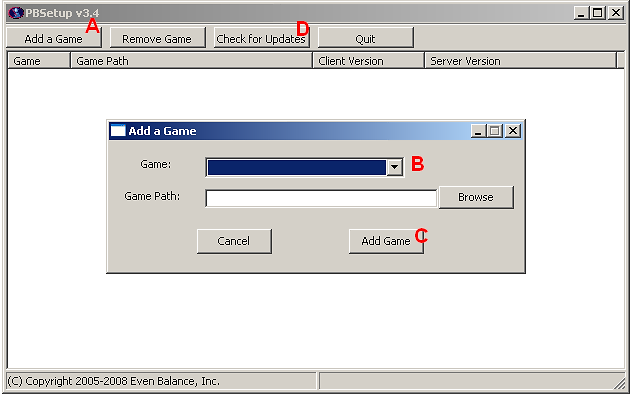 PBSetup v3.4
Add a Game A Remove Game Check for Updates D Quit
Game Game Path Client Version Server Version
Add a Game
Game: B
Game Path: Browse
Cancel Add Game C
(C) Copyright 2005-2008 Even Balance, Inc.